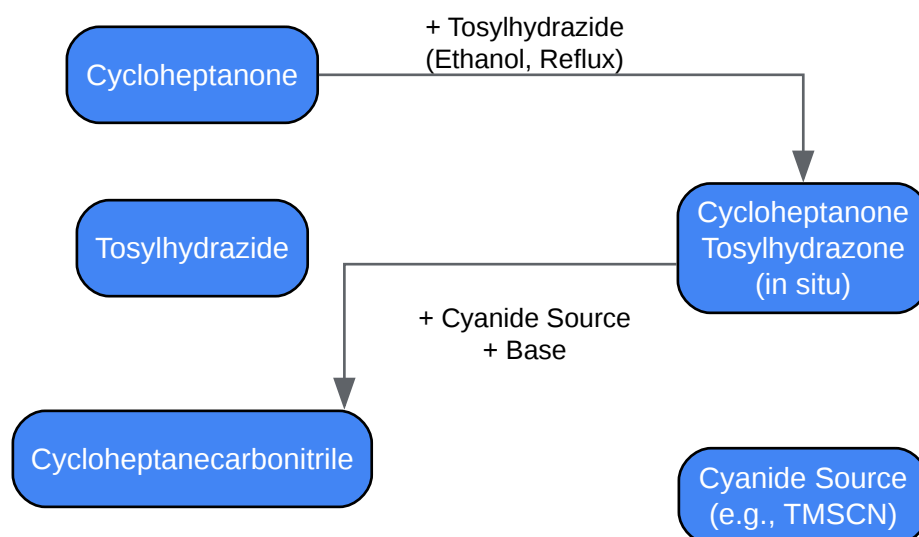 + Tosylhydrazide
(Ethanol, Reflux)
Cycloheptanone
Tosylhydrazide
Cycloheptanone
Tosylhydrazone
(in situ)
+ Cyanide Source
+ Base
Cycloheptanecarbonitrile
Cyanide Source
(e.g., TMSCN)